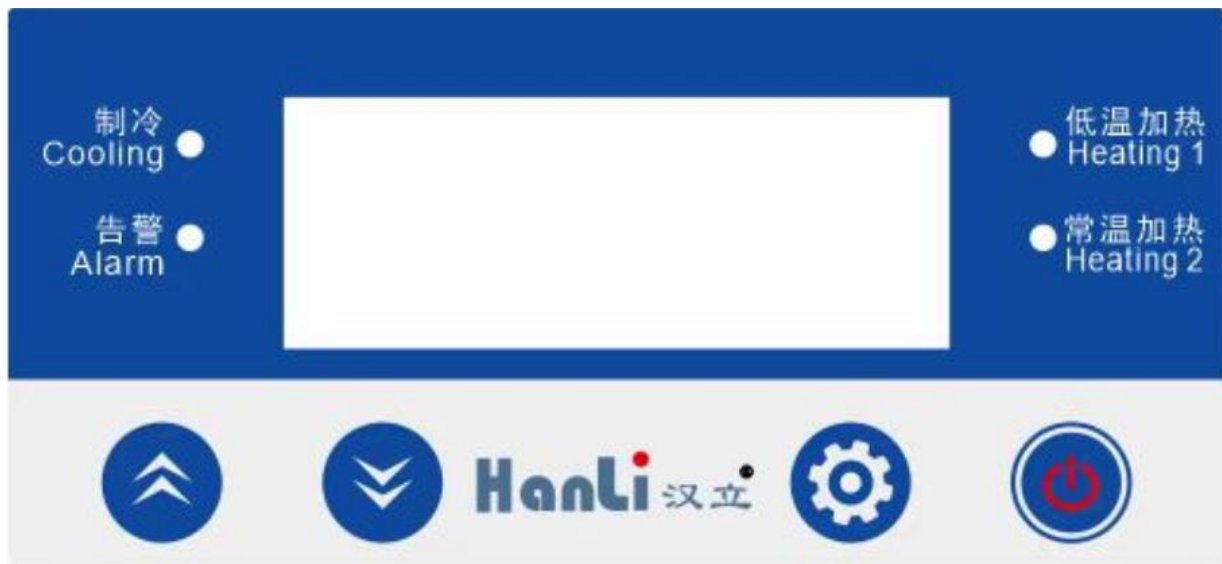 制冷
Cooling
低温加热
Heating 1
告警
Alarm
常温加热
Heating 2
HanLi 汉立